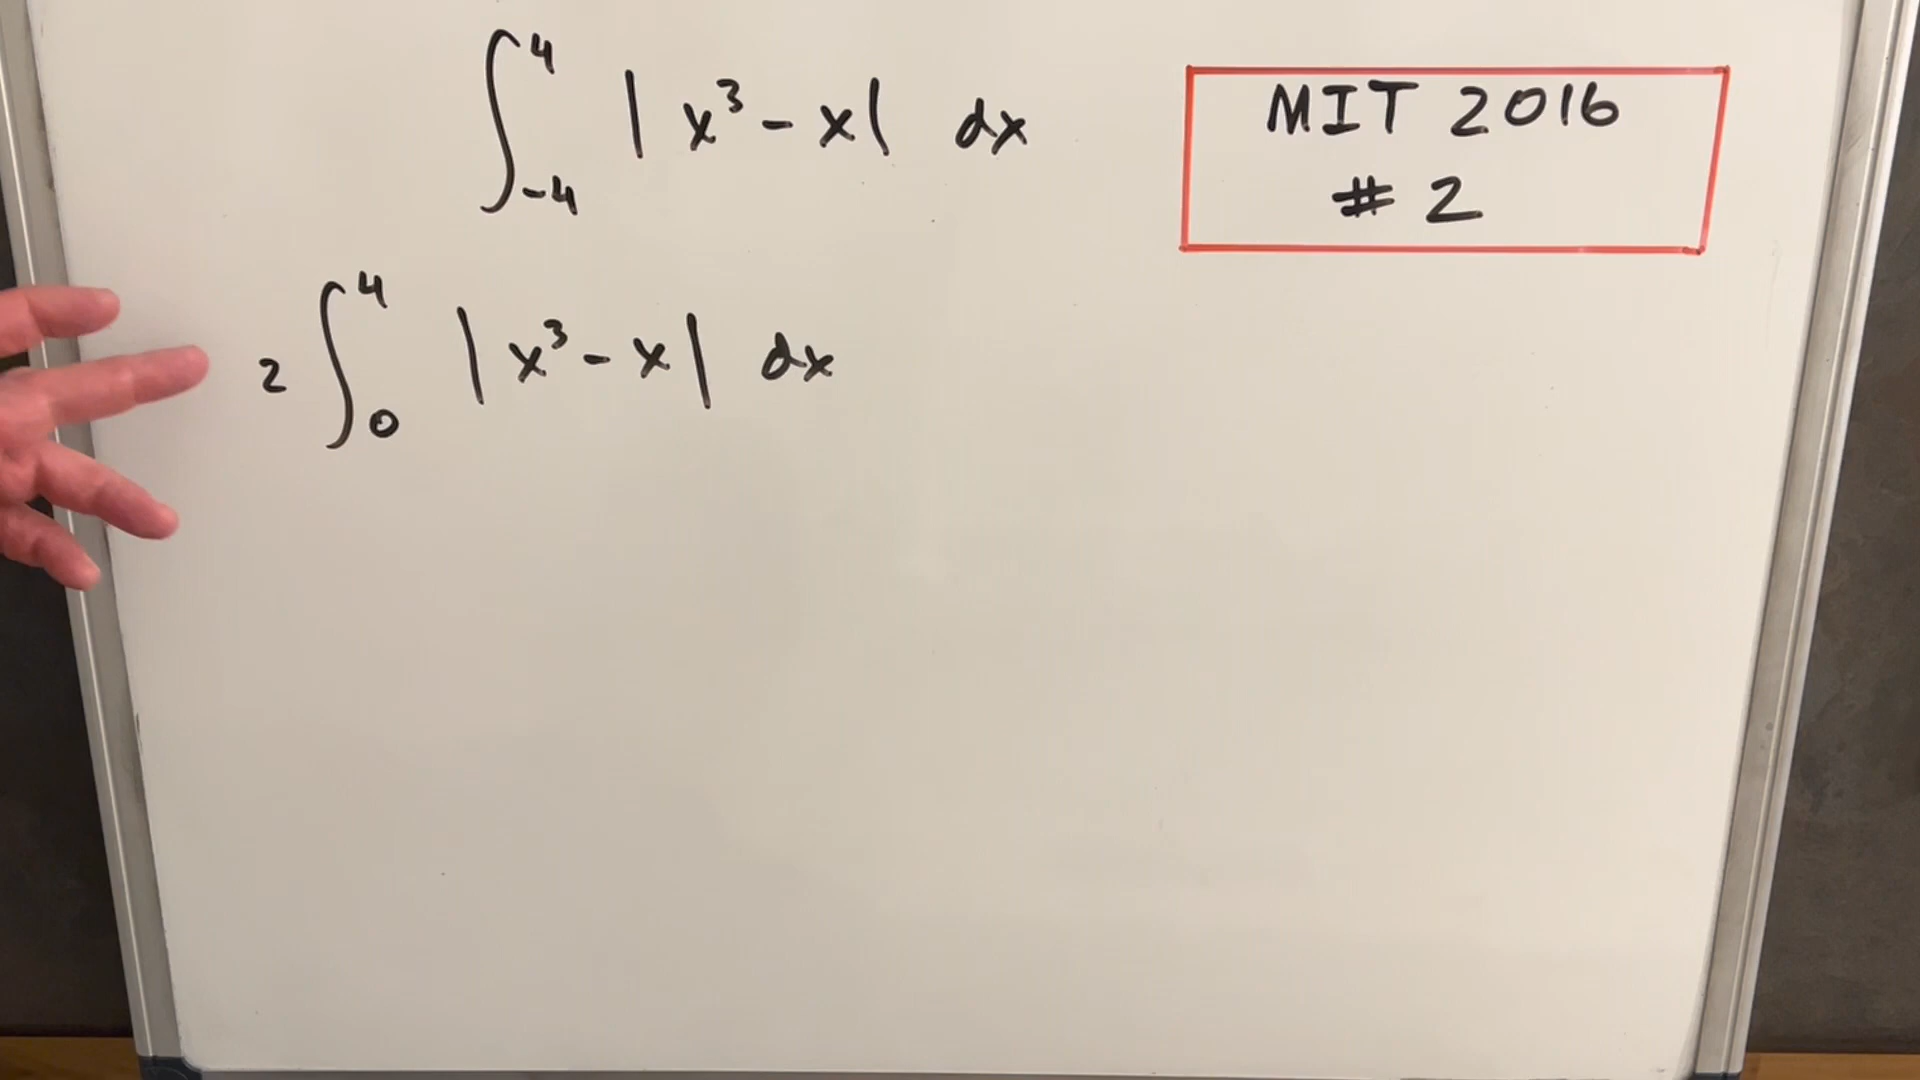 ∫_{-4}^{4} | x³ - x | dx
MIT 2016
# 2
2 ∫_{0}^{4} | x³ - x | dx